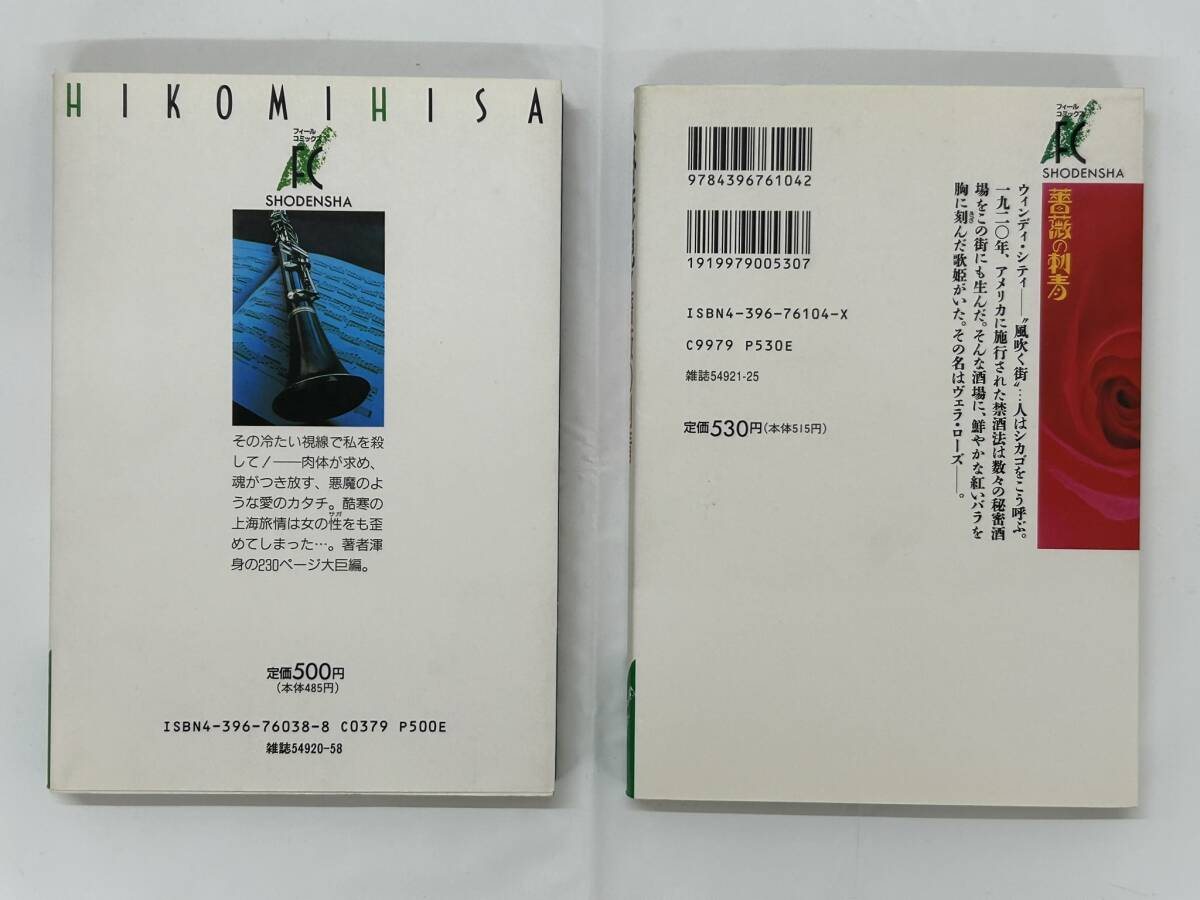 HIKOMI HISA
フィール
コミックス
FC
SHODENSHA
その冷たい視線で私を殺
して!――肉体が求め、
魂がつき放す、悪魔のよ
うな愛のカタチ。酷寒の
上海旅情は女の性をも歪
サガ
めてしまった…。著者渾
身の230ページ大巨編。
定価500円
(本体485円)
ISBN4-396-76038-8 C0379 P500E
雑誌54920-58
9784396761042
1919979005307
ISBN4-396-76104-X
C9979 P530E
雑誌54921-25
定価530円(本体515円)
フィール
コミックス
FC
SHODENSHA
薔薇の刺青
ウィンディ・シティ――〝風吹く街〟…人はシカゴをこう呼ぶ。
一九二〇年、アメリカに施行された禁酒法は数々の秘密酒
場をこの街にも生んだ。そんな酒場に、鮮やかな紅いバラを
胸に刻んだ歌姫がいた。その名はヴェラ・ローズ――。